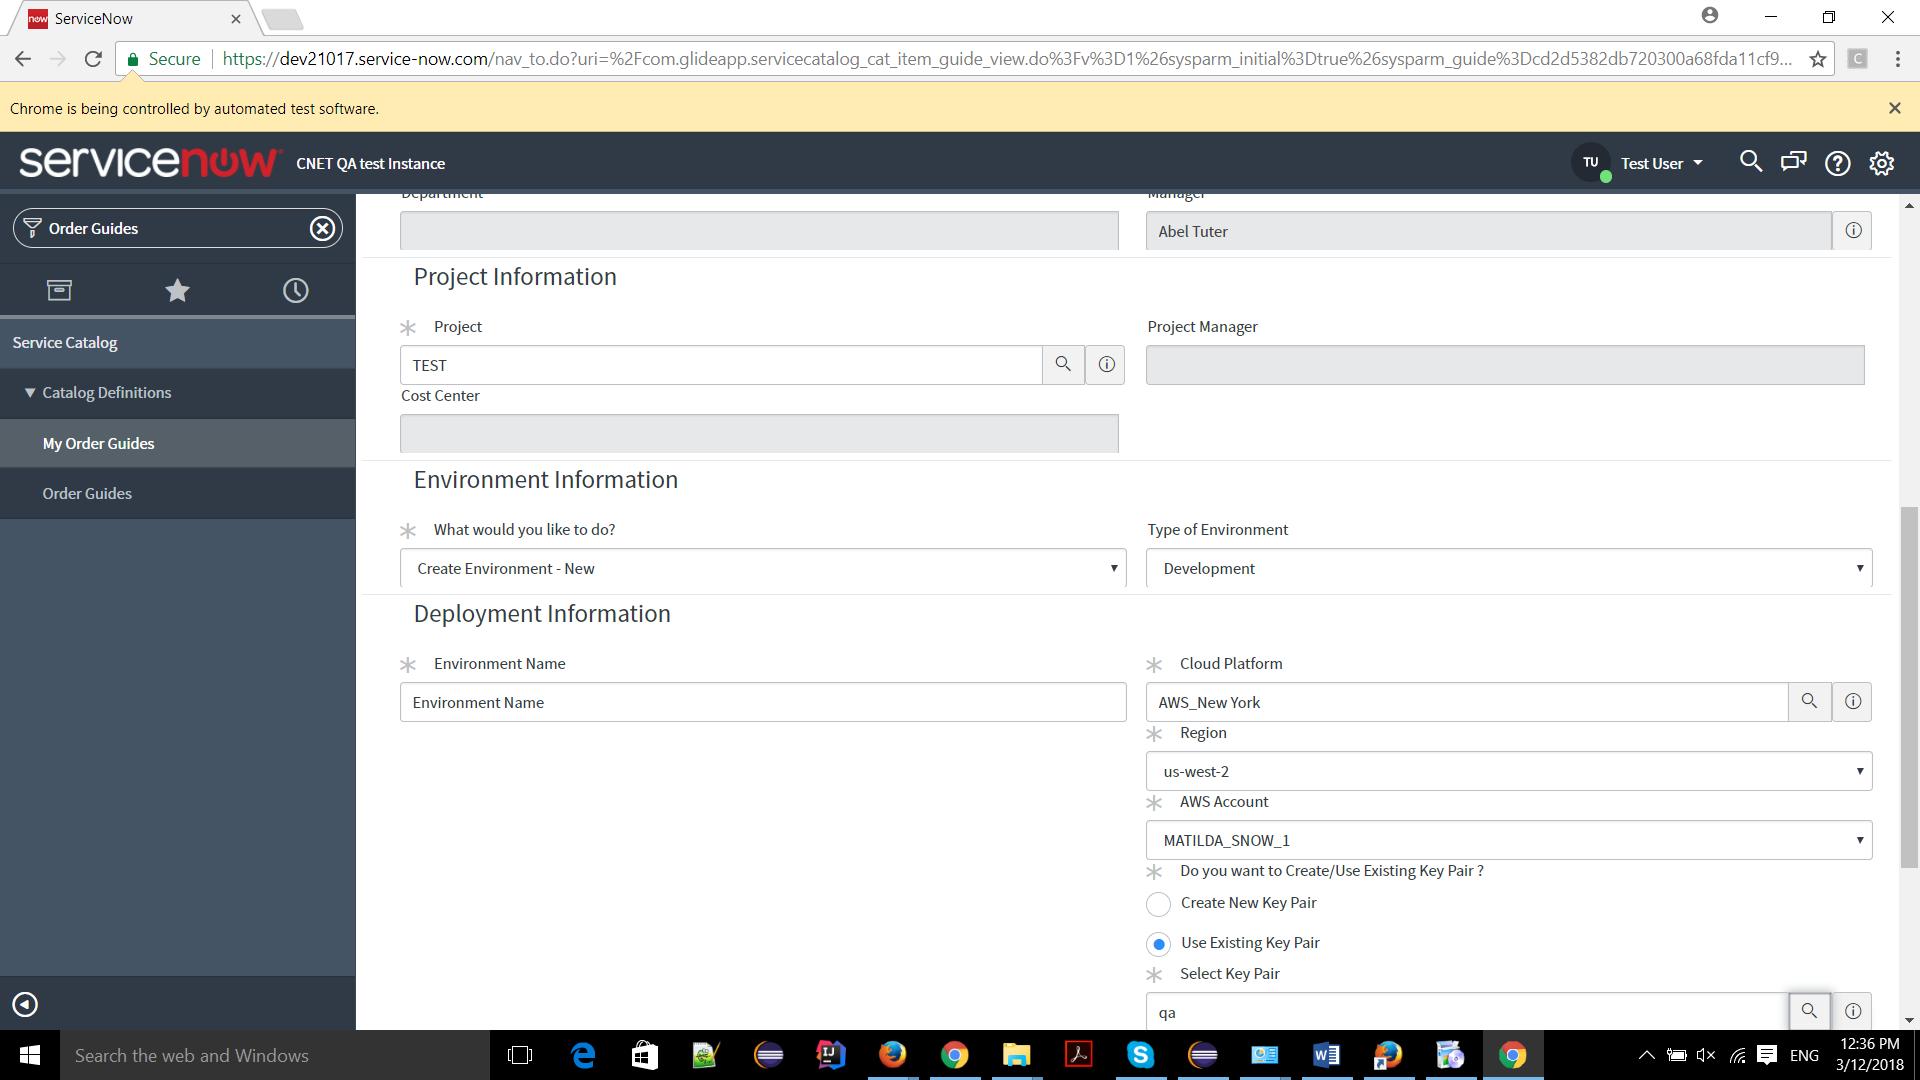 now ServiceNow
Secure https://dev21017.service-now.com/nav_to.do?uri=%2Fcom.glideapp.servicecatalog_cat_item_guide_view.do%3Fv%3D1%26sysparm_initial%3Dtrue%26sysparm_guide%3Dcd2d5382db720300a68fda11cf9... C
Chrome is being controlled by automated test software.
servicenow CNET QA test Instance TU Test User
Order Guides
Service Catalog
Catalog Definitions
My Order Guides
Order Guides
Department Manager
Abel Tuter
Project Information
Project Project Manager
TEST
Cost Center
Environment Information
What would you like to do? Type of Environment
Create Environment - New Development
Deployment Information
Environment Name Cloud Platform
Environment Name AWS_New York
Region
us-west-2
AWS Account
MATILDA_SNOW_1
Do you want to Create/Use Existing Key Pair ?
Create New Key Pair
Use Existing Key Pair
Select Key Pair
qa
Search the web and Windows
ENG
12:36 PM
3/12/2018